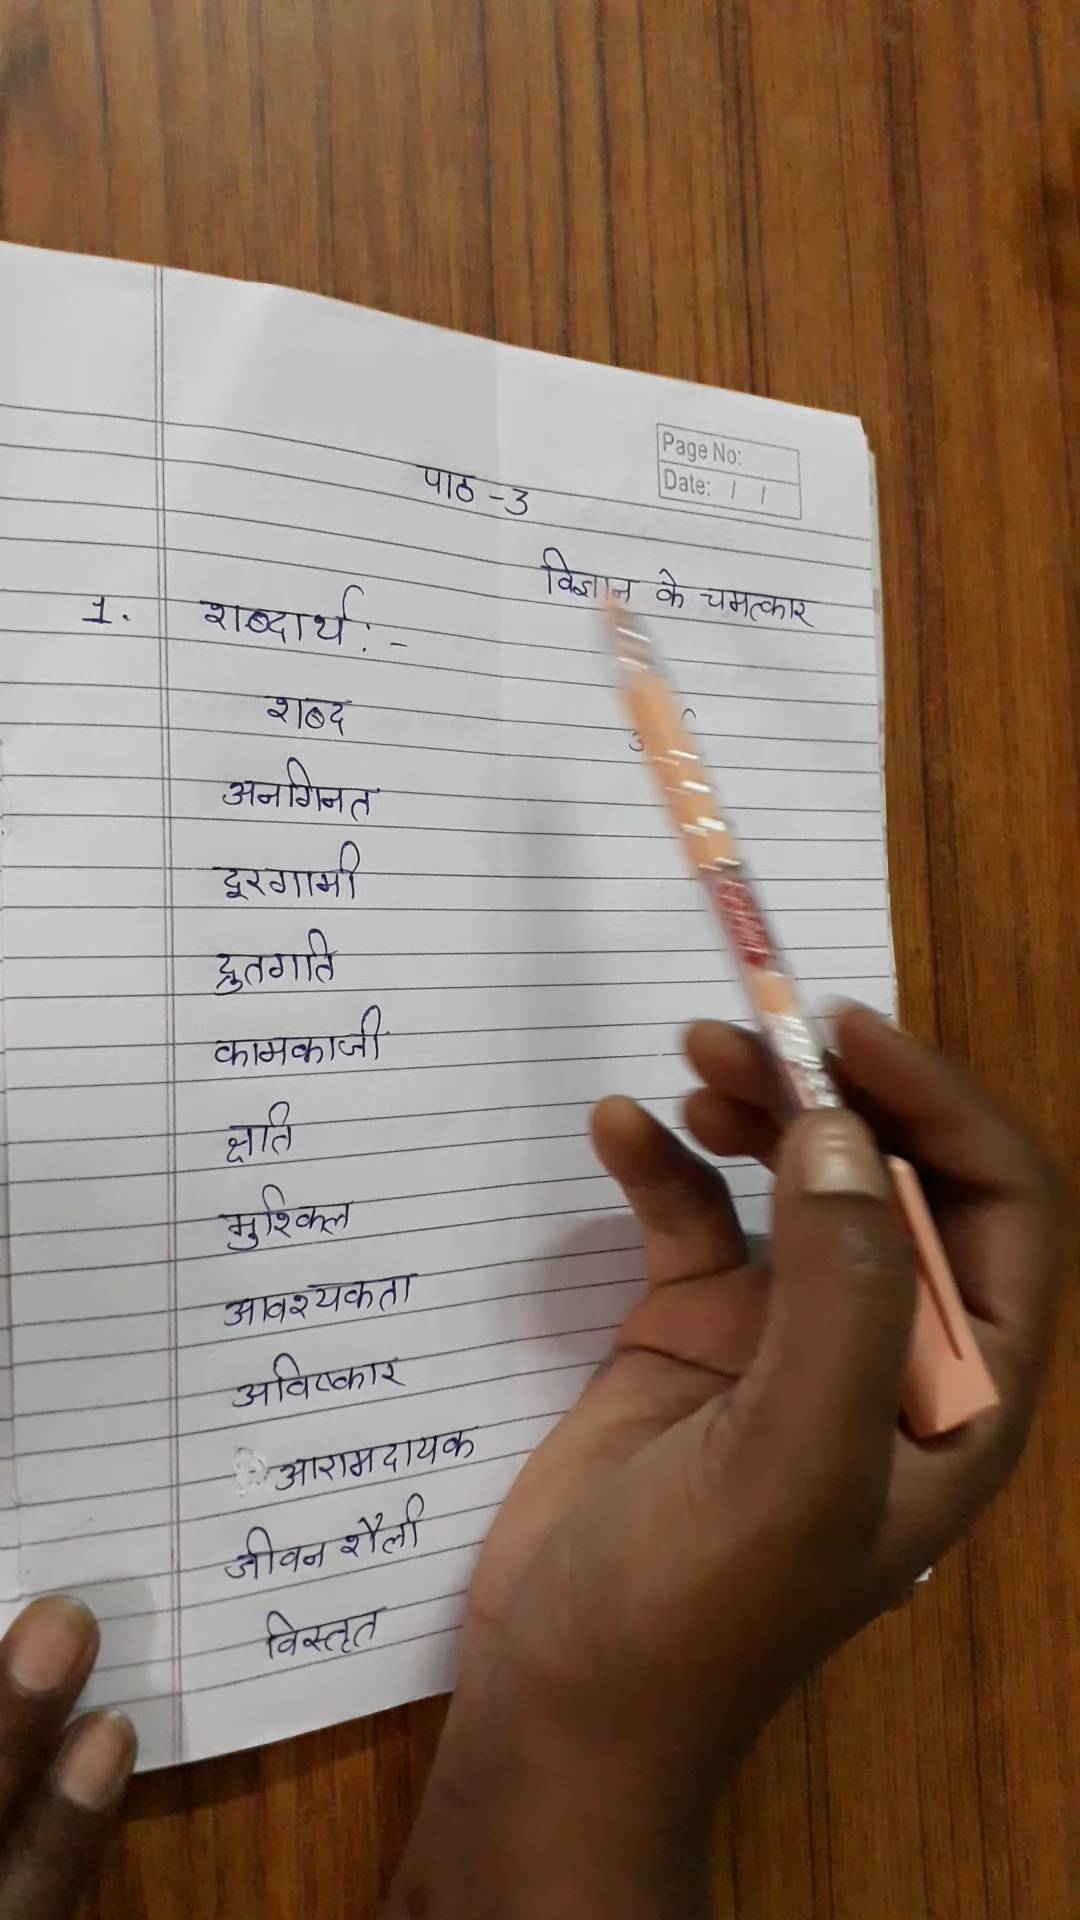 Page No:
Date: / /
पाठ -3
विज्ञान के चमत्कार
1. शब्दार्थ :-
शब्द
अनगिनत
दूरगामी
द्रुतगति
कामकाजी
क्षति
मुश्किल
आवश्यकता
अविष्कार
आरामदायक
जीवन शैली
विस्तृत